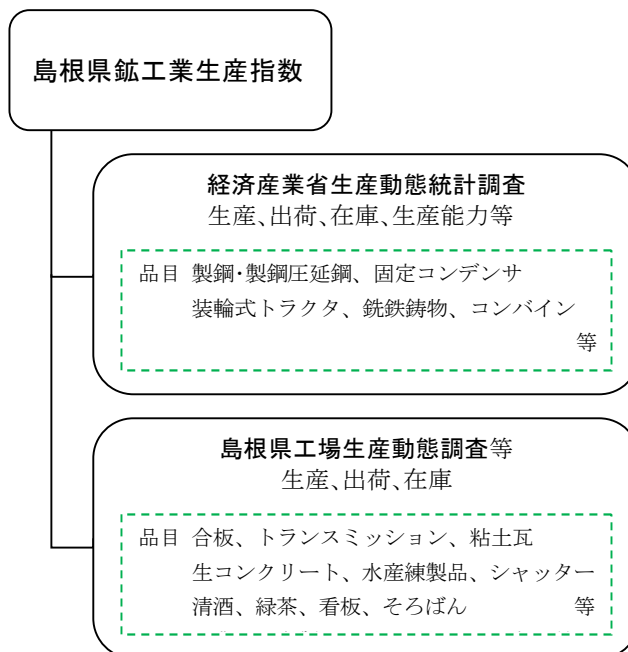 島根県鉱工業生産指数
経済産業省生産動態統計調査
生産、出荷、在庫、生産能力等
品目 製鋼・製鋼圧延鋼、固定コンデンサ
装輪式トラクタ、銑鉄鋳物、コンバイン
等
島根県工場生産動態調査等
生産、出荷、在庫
品目 合板、トランスミッション、粘土瓦
生コンクリート、水産練製品、シャッター
清酒、緑茶、看板、そろばん 等